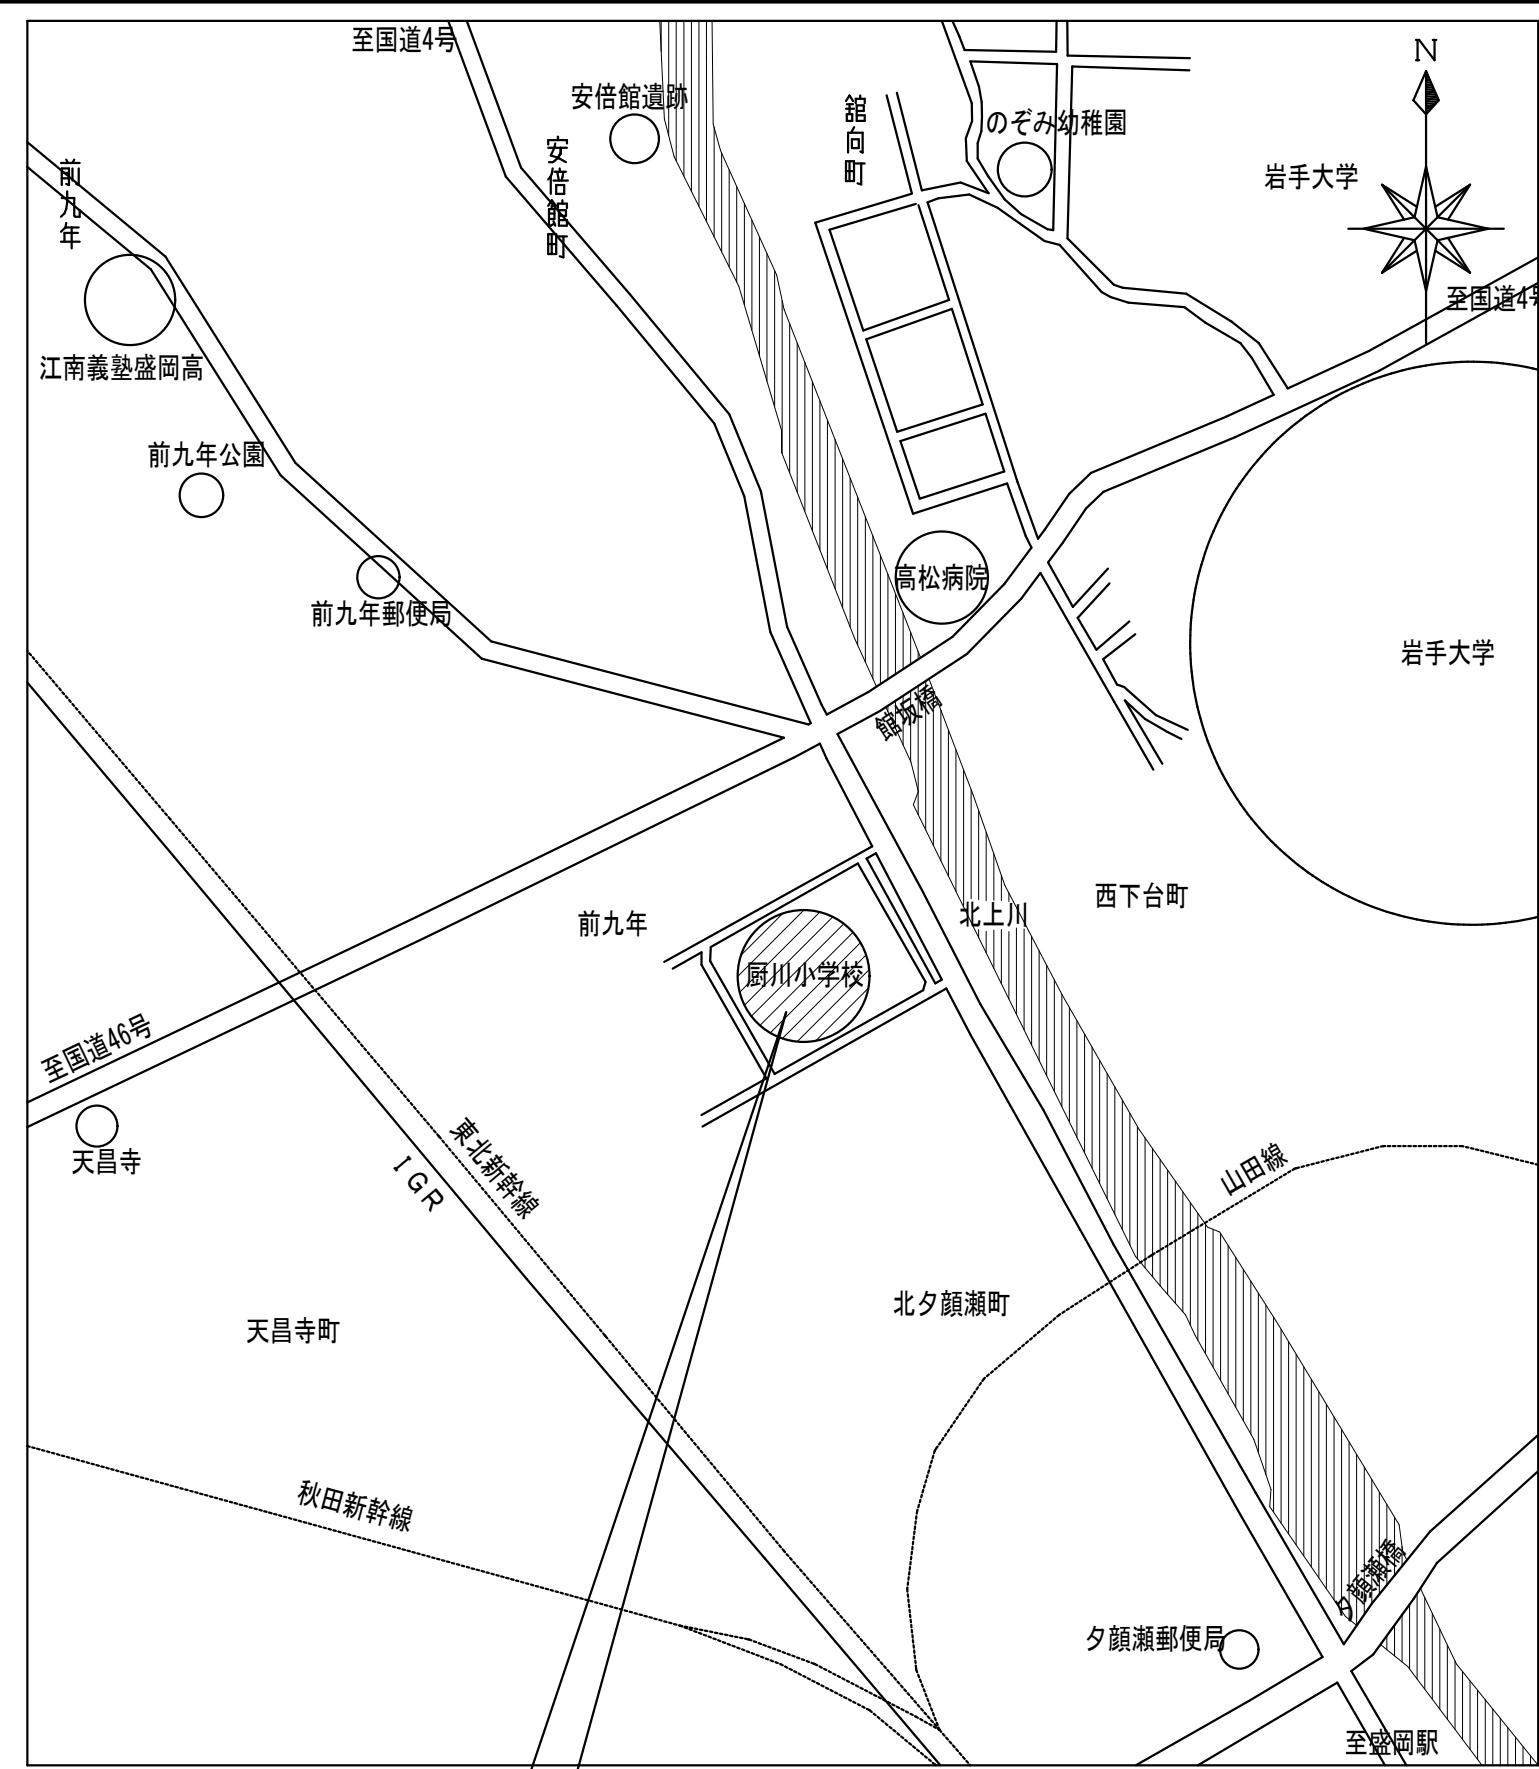 至国道4号
N
安倍館遺跡
舘向町
のぞみ幼稚園
安倍館町
前九年
岩手大学
至国道4号
江南義塾盛岡高
前九年公園
高松病院
前九年郵便局
岩手大学
館坂橋
西下台町
北上川
前九年
厨川小学校
至国道46号
天昌寺
東北新幹線
IGR
山田線
北夕顔瀬町
天昌寺町
秋田新幹線
夕顔瀬橋
夕顔瀬郵便局
至盛岡駅